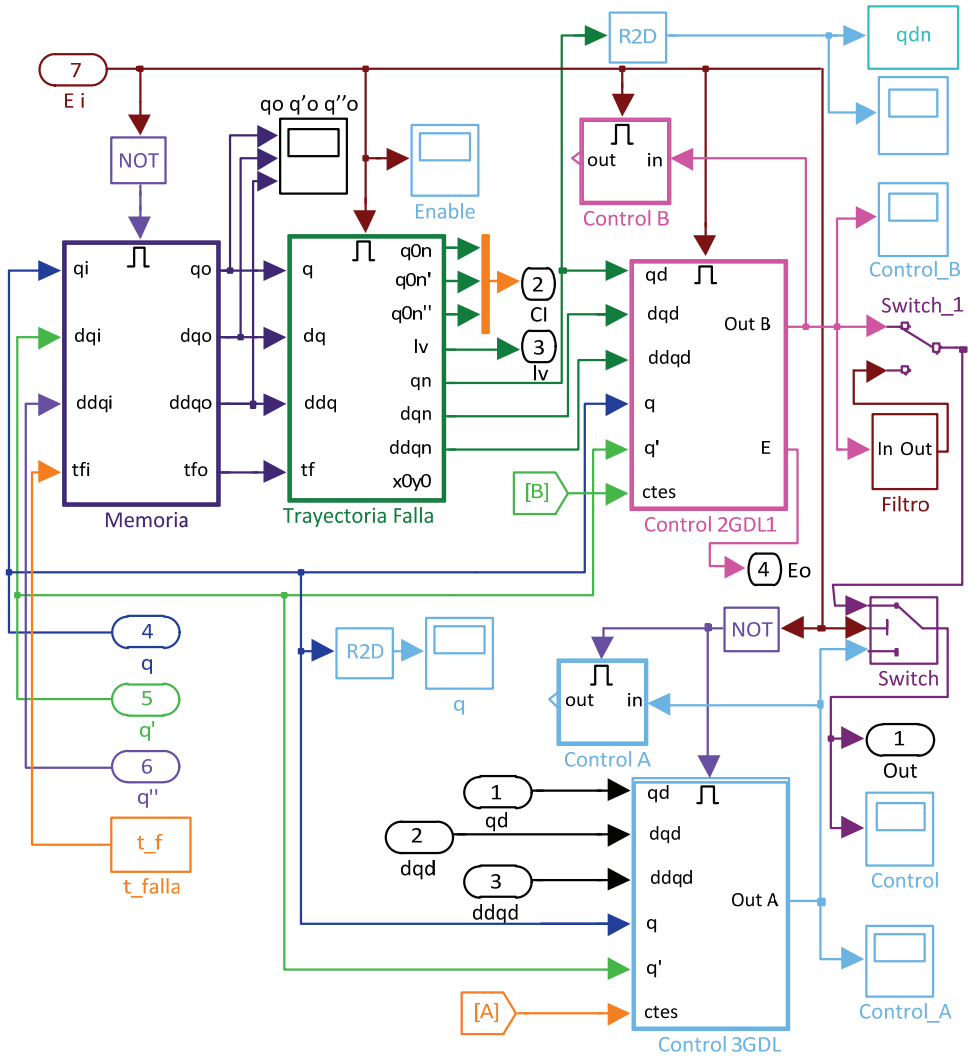 R2D
qdn
7
E i
qo q'o q''o
NOT
Enable
out in
Control B
Control_B
qi qo
dqi dqo
ddqi ddqo
tfi tfo
Memoria
q q0n
q0n'
q0n''
dq lv
qn
ddq dqn
ddqn
tf x0y0
Trayectoria Falla
2
CI
3
lv
qd
dqd Out B
ddqd
q
q' E
ctes
Control 2GDL1
[B]
Switch_1
In Out
Filtro
4
Eo
4
q
5
q'
6
q''
t_f
t_falla
R2D
q
NOT
Switch
out in
Control A
1
Out
1
qd
2
dqd
3
ddqd
qd
dqd
ddqd
Out A
q
q'
ctes
Control 3GDL
[A]
Control
Control_A